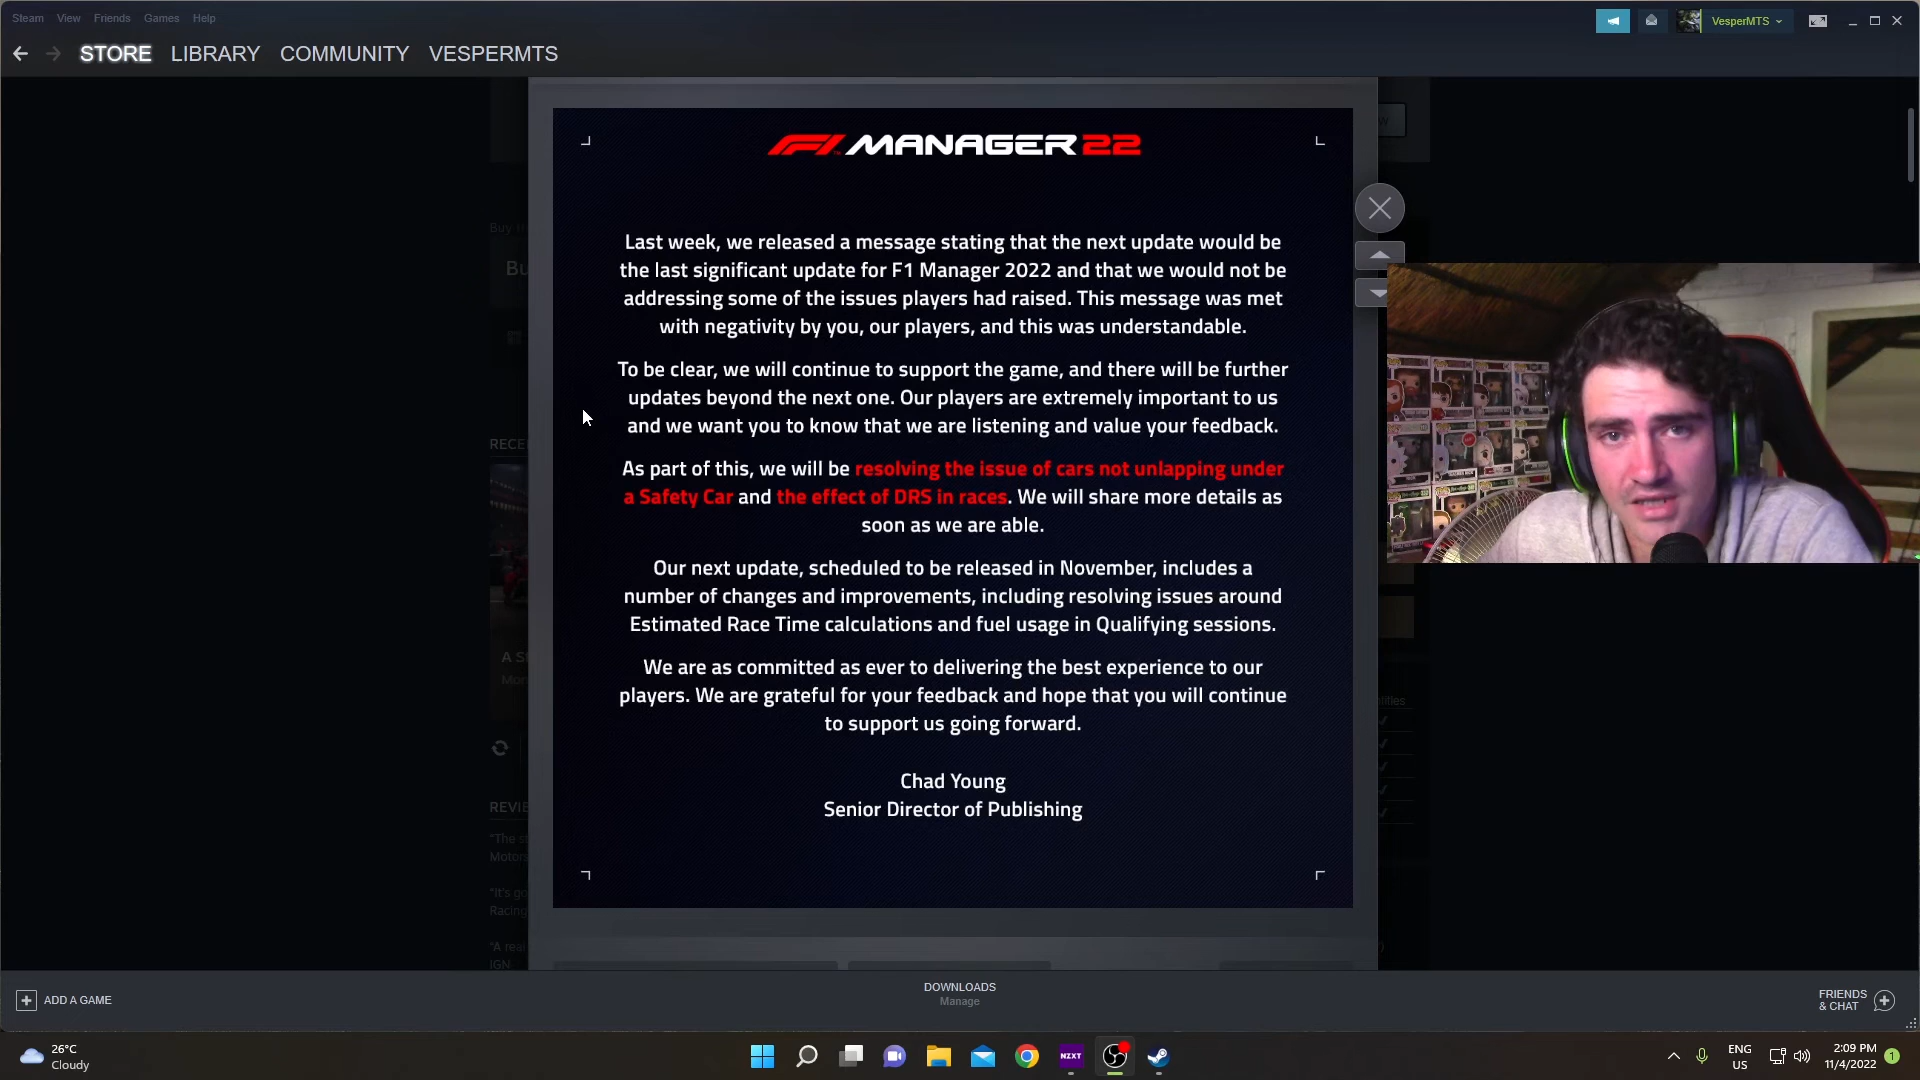 Steam View Friends Games Help
VesperMTS
STORE LIBRARY COMMUNITY VESPERMTS
F1 MANAGER 22
Last week, we released a message stating that the next update would be
the last significant update for F1 Manager 2022 and that we would not be
addressing some of the issues players had raised. This message was met
with negativity by you, our players, and this was understandable.
To be clear, we will continue to support the game, and there will be further
updates beyond the next one. Our players are extremely important to us
and we want you to know that we are listening and value your feedback.
As part of this, we will be resolving the issue of cars not unlapping under
a Safety Car and the effect of DRS in races. We will share more details as
soon as we are able.
Our next update, scheduled to be released in November, includes a
number of changes and improvements, including resolving issues around
Estimated Race Time calculations and fuel usage in Qualifying sessions.
We are as committed as ever to delivering the best experience to our
players. We are grateful for your feedback and hope that you will continue
to support us going forward.
Chad Young
Senior Director of Publishing
IGN
ADD A GAME
DOWNLOADS
Manage
FRIENDS
& CHAT
26°C
Cloudy
NZXT
ENG
US
2:09 PM
11/4/2022
1